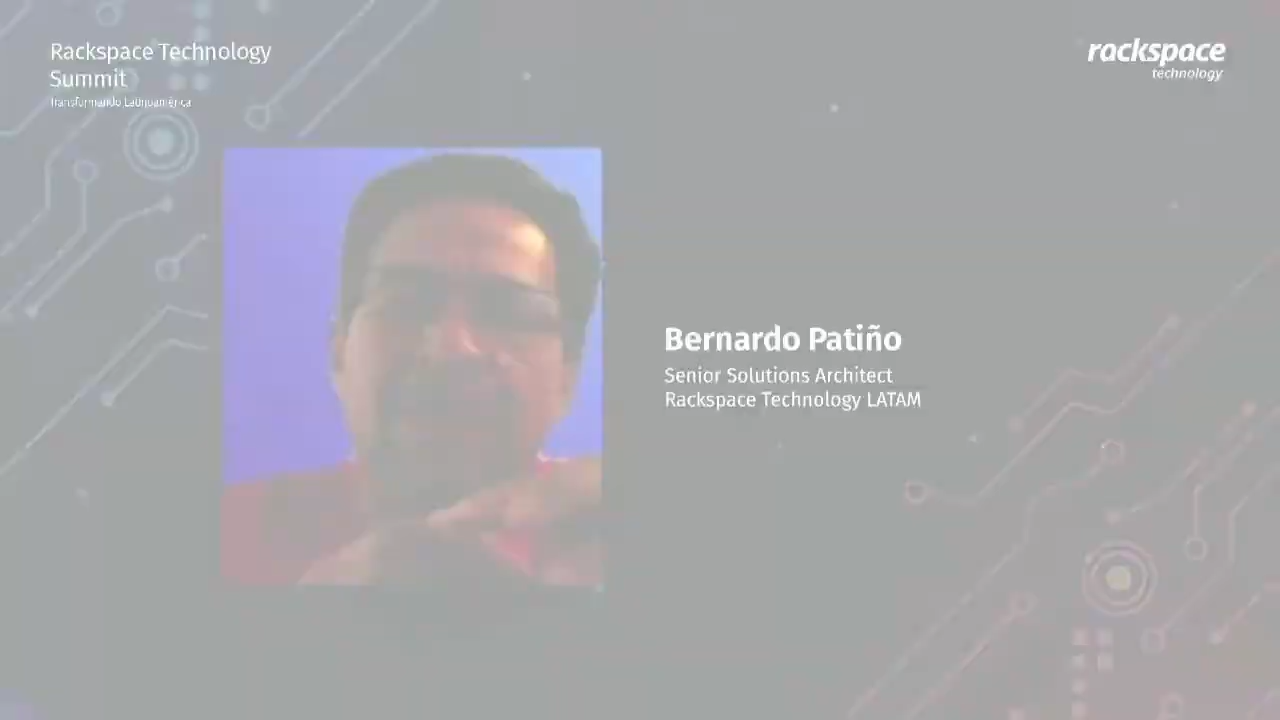 Rackspace Technology
Summit
Transformando Latinoamérica
rackspace
technology
Bernardo Patiño
Senior Solutions Architect
Rackspace Technology LATAM